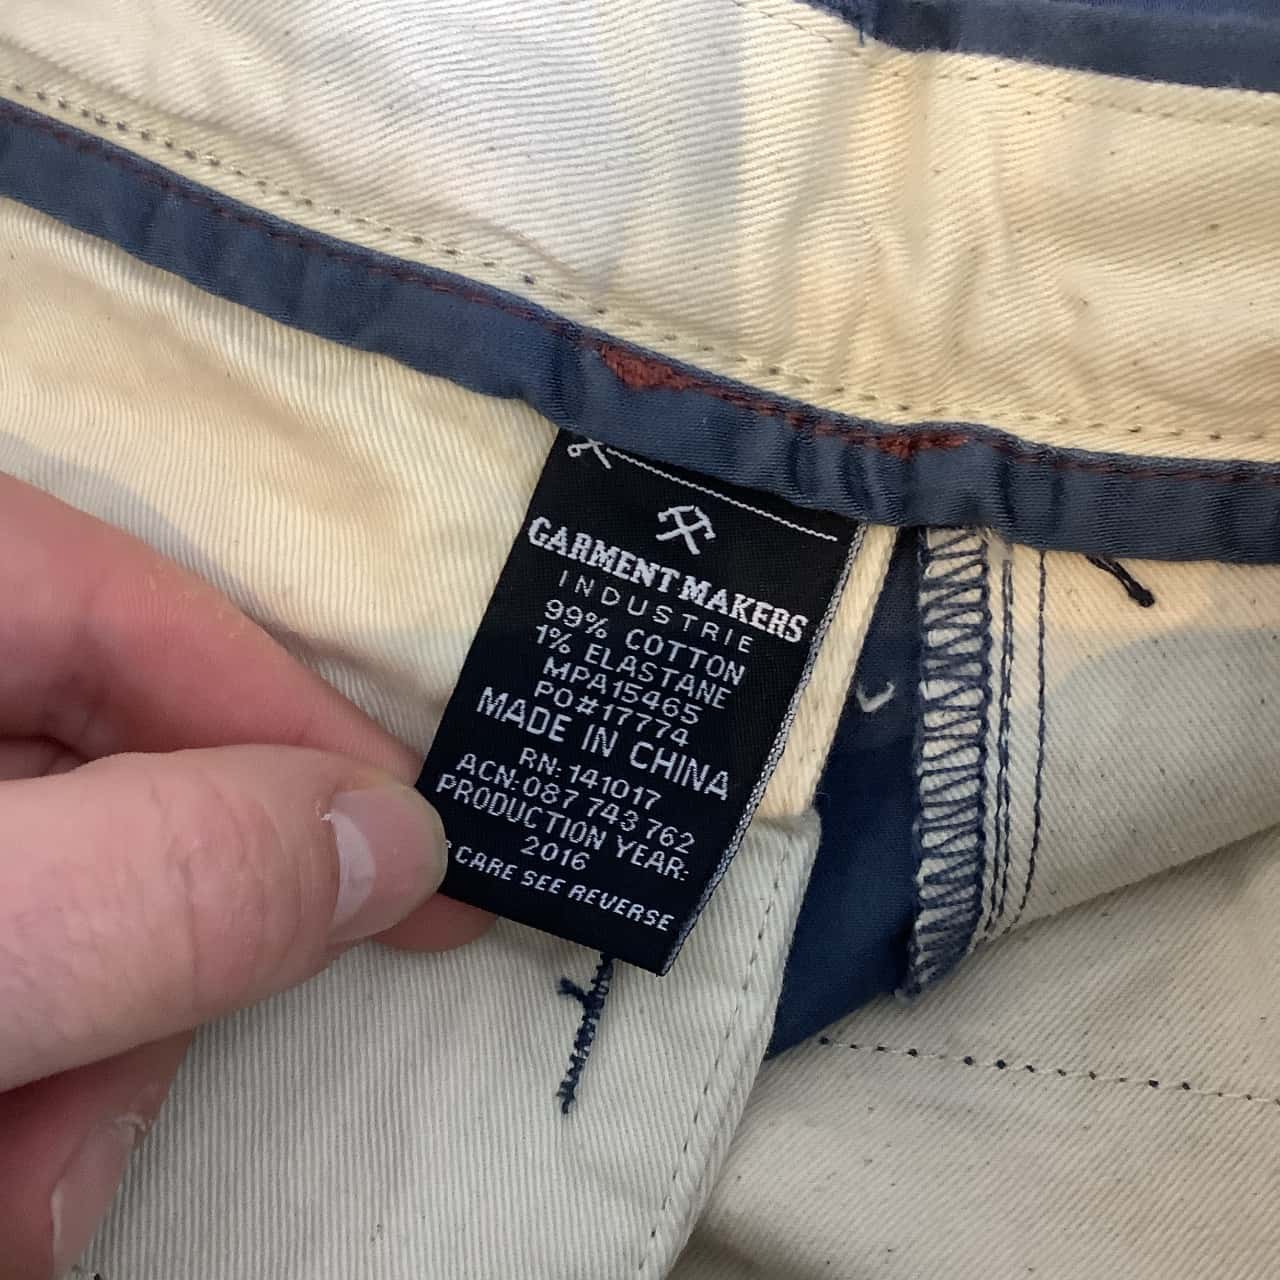 GARMENT MAKERS
INDUSTRIE
99% COTTON
1% ELASTANE
MPA15465
PO#17774
MADE IN CHINA
RN: 141017
ACN:087 743 762
PRODUCTION YEAR:
2016
CARE SEE REVERSE